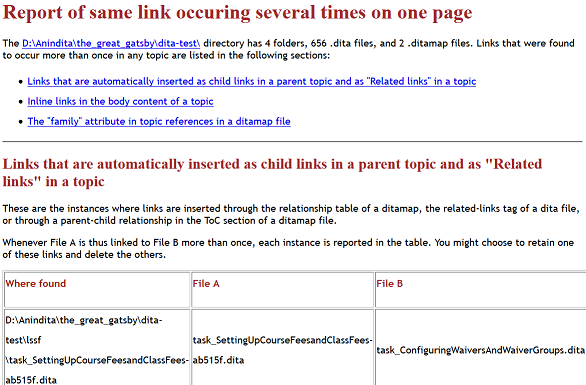 Report of same link occuring several times on one page
The D:\Anindita\the_great_gatsby\dita-test\ directory has 4 folders, 656 .dita files, and 2 .ditamap files. Links that were found
to occur more than once in any topic are listed in the following sections:
Links that are automatically inserted as child links in a parent topic and as "Related links" in a topic
Inline links in the body content of a topic
The "family" attribute in topic references in a ditamap file
Links that are automatically inserted as child links in a parent topic and as "Related
links" in a topic
These are the instances where links are inserted through the relationship table of a ditamap, the related-links tag of a dita file,
or through a parent-child relationship in the ToC section of a ditamap file.
Whenever File A is thus linked to File B more than once, each instance is reported in the table. You might choose to retain one
of these links and delete the others.
Where found File A File B
D:\Anindita\the_great_gatsby\dita-
test\lssf
\task_SettingUpCourseFeesandClassFees-
ab515f.dita
task_SettingUpCourseFeesandClassFees-
ab515f.dita
task_ConfiguringWaiversAndWaiverGroups.dita